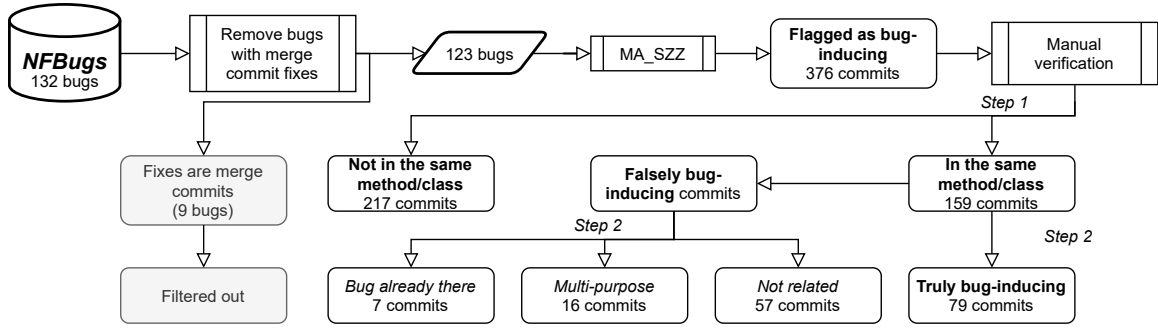 NFBugs
132 bugs
Remove bugs
with merge
commit fixes
123 bugs
MA_SZZ
Flagged as bug-
inducing
376 commits
Manual
verification
Step 1
Fixes are merge
commits
(9 bugs)
Not in the same
method/class
217 commits
Falsely bug-
inducing commits
In the same
method/class
159 commits
Step 2
Step 2
Filtered out
Bug already there
7 commits
Multi-purpose
16 commits
Not related
57 commits
Truly bug-inducing
79 commits